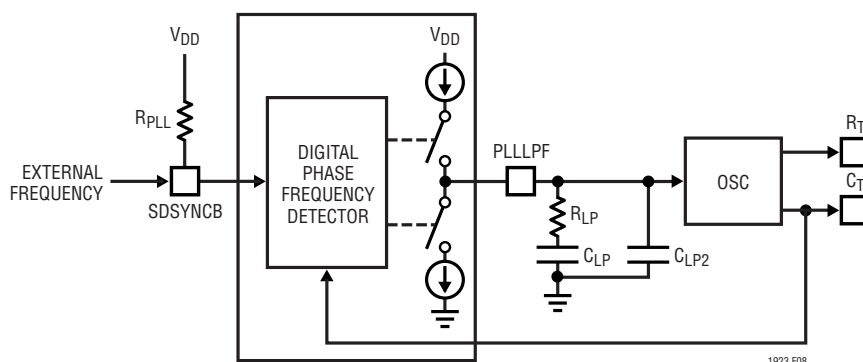 VDD
RPLL
EXTERNAL
FREQUENCY
SDSYNCB
DIGITAL
PHASE
FREQUENCY
DETECTOR
VDD
PLLLPF
RLP
CLP
CLP2
OSC
RT
CT
1923 F08